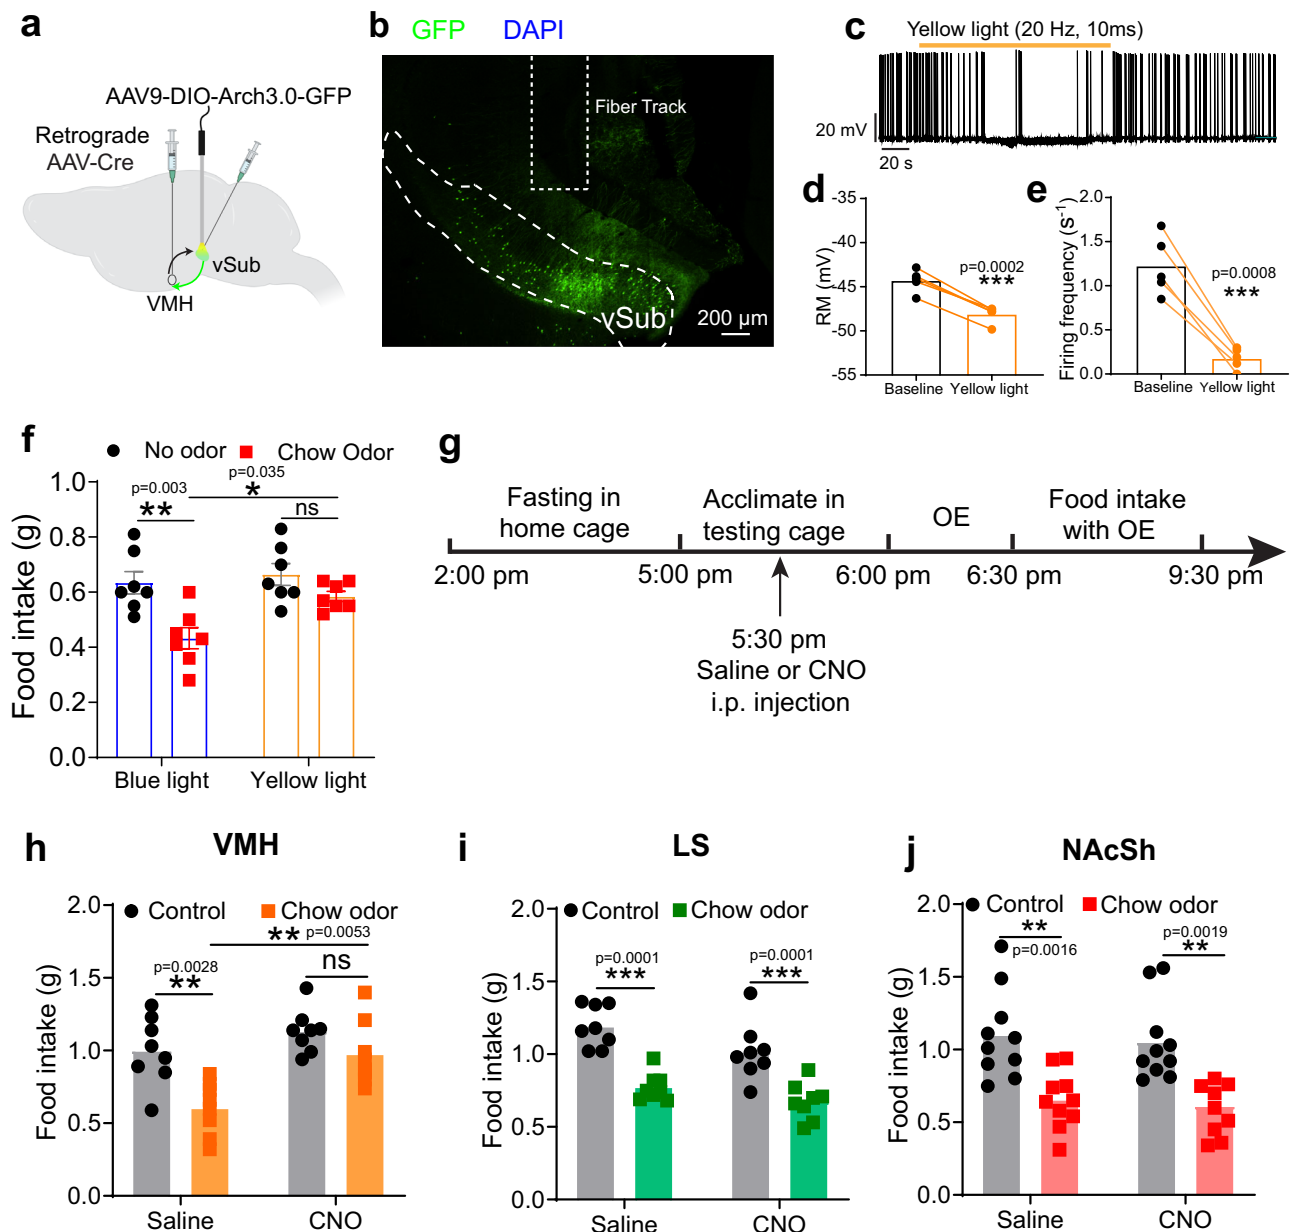 a
AAV9-DIO-Arch3.0-GFP
Retrograde
AAV-Cre
vSub
VMH
b
GFP DAPI
Fiber Track
vSub
200 µm
c
Yellow light (20 Hz, 10ms)
20 mV
20 s
d
RM (mV)
-35
-40
-45
-50
-55
p=0.0002
***
Baseline Yellow light
e
Firing frequency (s⁻¹)
2.0
1.5
1.0
0.5
0.0
p=0.0008
***
Baseline Yellow light
f
No odor Chow Odor
Food intake (g)
1.0
0.8
0.6
0.4
0.2
0.0
p=0.003
**
p=0.035
*
ns
Blue light Yellow light
g
Fasting in
home cage
Acclimate in
testing cage
OE
Food intake
with OE
2:00 pm 5:00 pm 6:00 pm 6:30 pm 9:30 pm
5:30 pm
Saline or CNO
i.p. injection
h
VMH
Control Chow odor
Food intake (g)
2.0
1.5
1.0
0.5
0.0
** p=0.0053
p=0.0028
**
ns
Saline CNO
i
LS
Control Chow odor
Food intake (g)
2.0
1.5
1.0
0.5
0.0
p=0.0001
***
p=0.0001
***
Saline CNO
j
NAcSh
Control Chow odor
Food intake (g)
2.0
1.5
1.0
0.5
0.0
**
p=0.0016
p=0.0019
**
Saline CNO